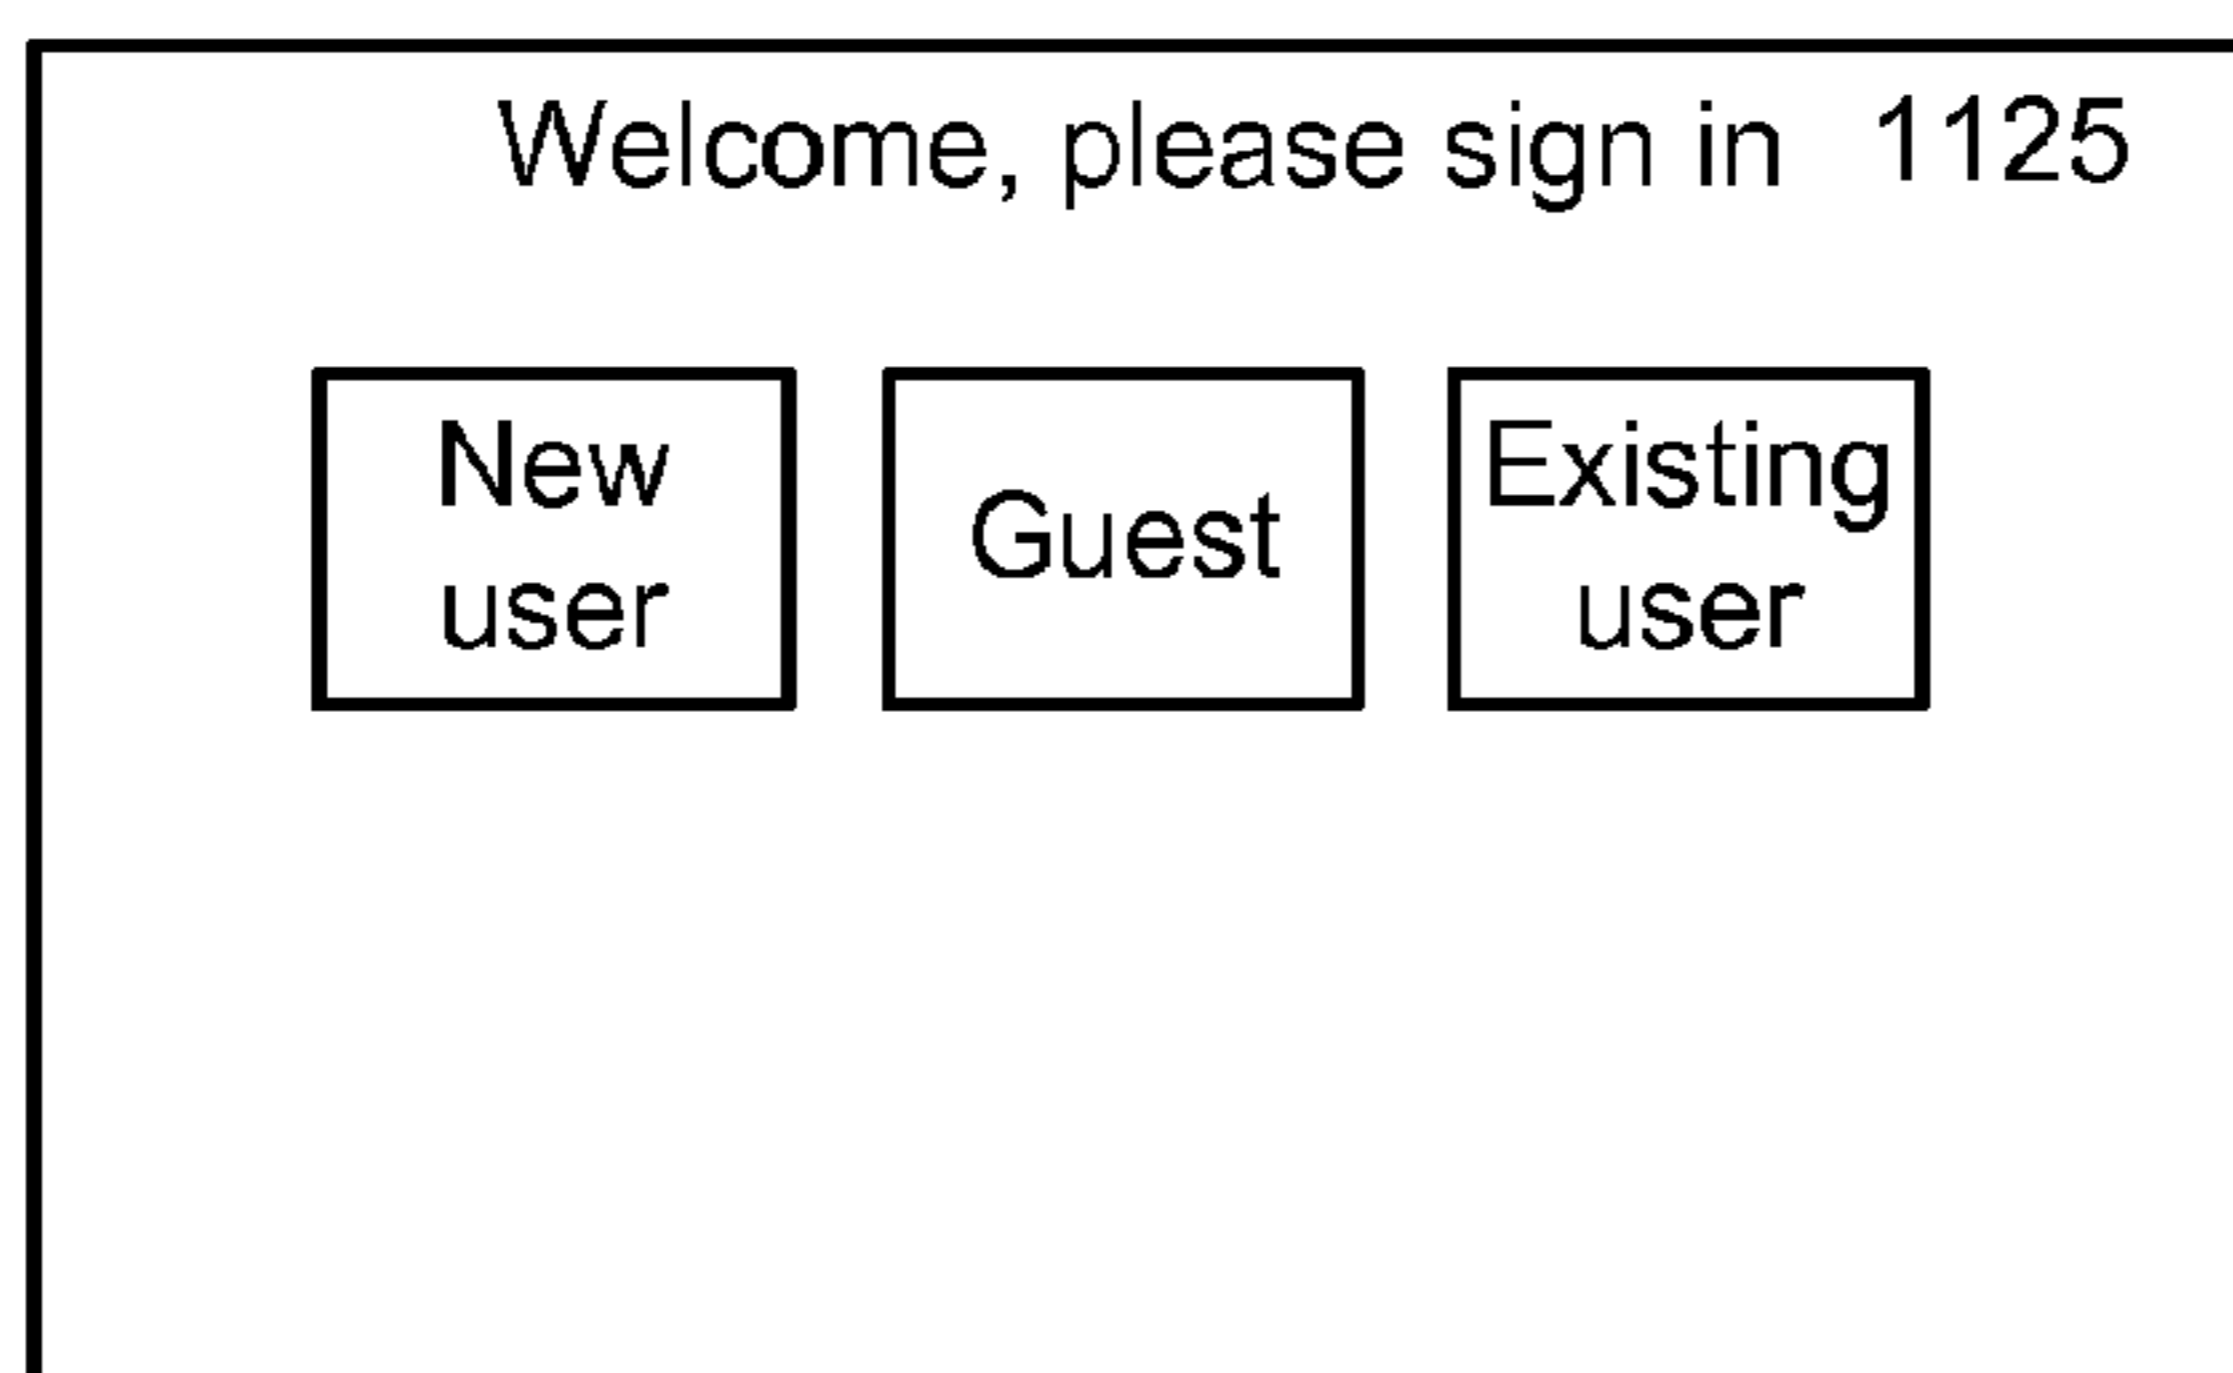 Welcome, please sign in 1125
New
user
Guest
Existing
user